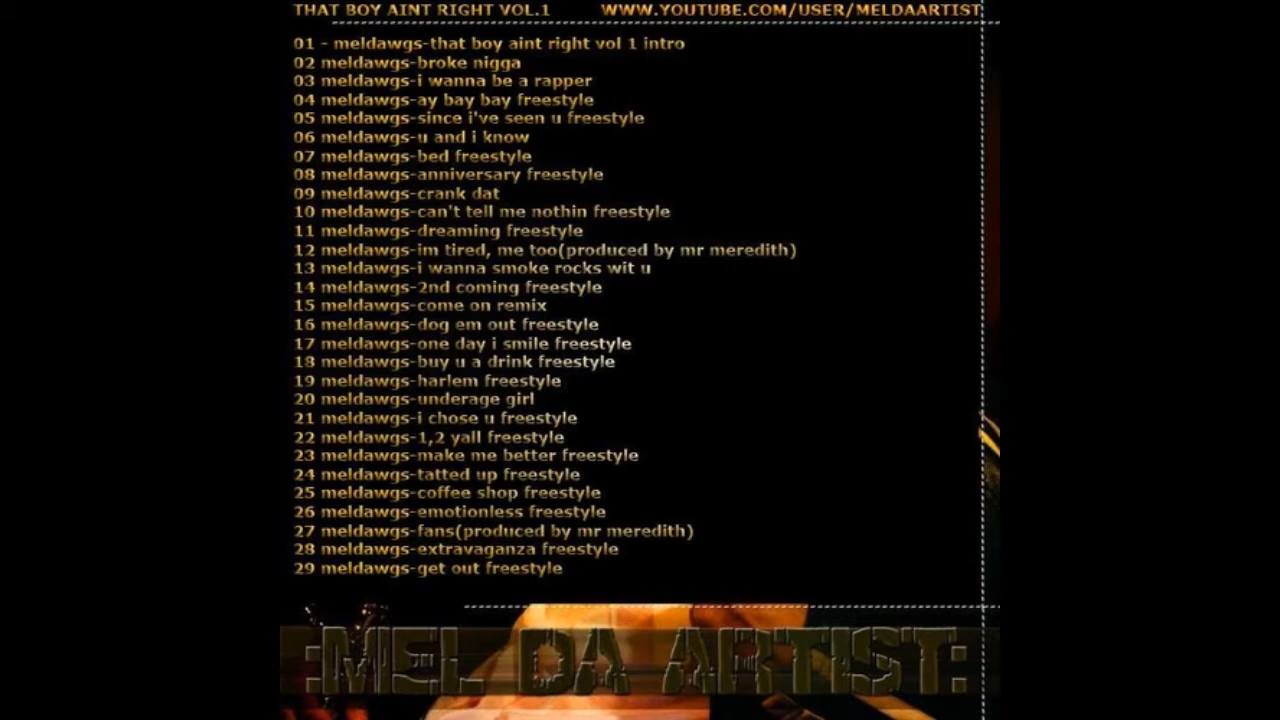 THAT BOY AINT RIGHT VOL.1 WWW.YOUTUBE.COM/USER/MELDAARTIST
01 - meldawgs-that boy aint right vol 1 intro
02 meldawgs-broke nigga
03 meldawgs-i wanna be a rapper
04 meldawgs-ay bay bay freestyle
05 meldawgs-since i've seen u freestyle
06 meldawgs-u and i know
07 meldawgs-bed freestyle
08 meldawgs-anniversary freestyle
09 meldawgs-crank dat
10 meldawgs-can't tell me nothin freestyle
11 meldawgs-dreaming freestyle
12 meldawgs-im tired, me too(produced by mr meredith)
13 meldawgs-i wanna smoke rocks wit u
14 meldawgs-2nd coming freestyle
15 meldawgs-come on remix
16 meldawgs-dog em out freestyle
17 meldawgs-one day i smile freestyle
18 meldawgs-buy u a drink freestyle
19 meldawgs-harlem freestyle
20 meldawgs-underage girl
21 meldawgs-i chose u freestyle
22 meldawgs-1,2 yall freestyle
23 meldawgs-make me better freestyle
24 meldawgs-tatted up freestyle
25 meldawgs-coffee shop freestyle
26 meldawgs-emotionless freestyle
27 meldawgs-fans(produced by mr meredith)
28 meldawgs-extravaganza freestyle
29 meldawgs-get out freestyle
:MEL DA ARTIST: